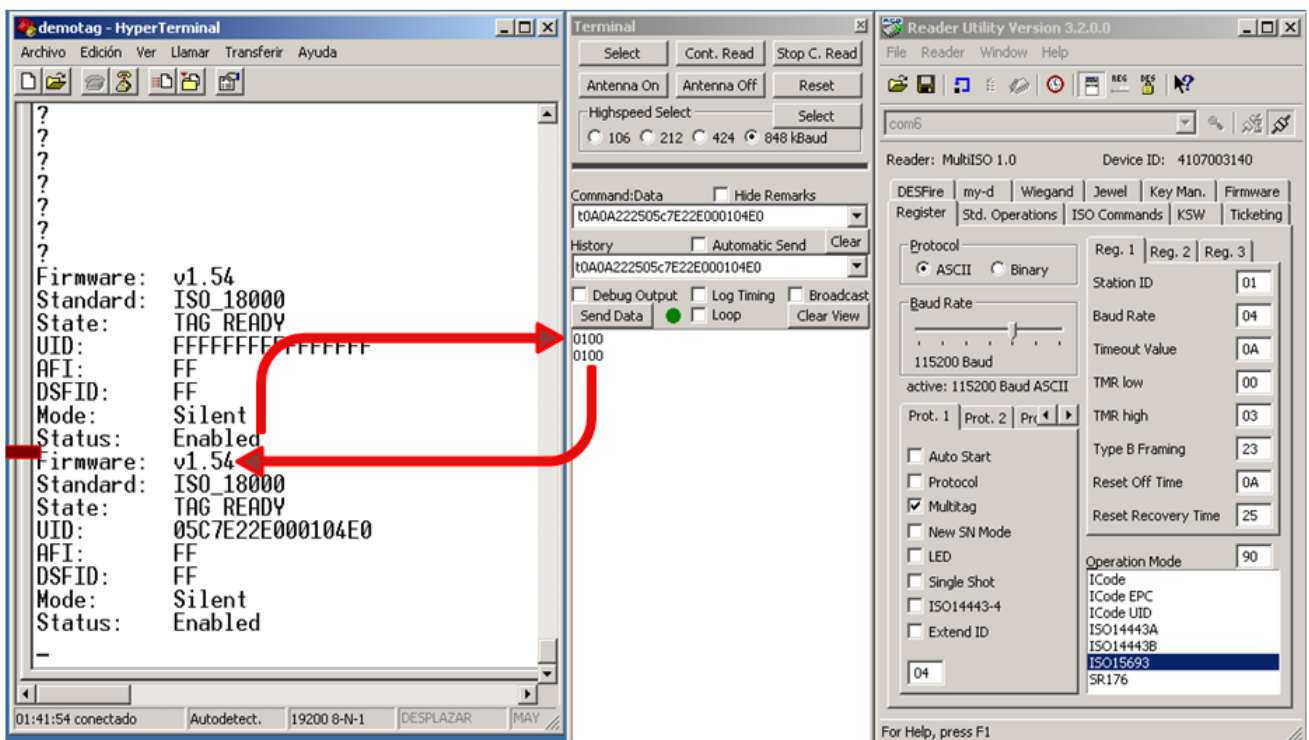 demotag - HyperTerminal
Archivo Edición Ver Llamar Transferir Ayuda
?
?
?
?
?
?
?
Firmware: v1.54
Standard: ISO_18000
State: TAG READY
UID: FFFFFFFFFFFFFFFF
AFI: FF
DSFID: FF
Mode: Silent
Status: Enabled
Firmware: v1.54
Standard: ISO_18000
State: TAG READY
UID: 05C7E22E000104E0
AFI: FF
DSFID: FF
Mode: Silent
Status: Enabled
_
01:41:54 conectado Autodetect. 19200 8-N-1 DESPLAZAR MAY
Terminal
Select Cont. Read Stop C. Read
Antenna On Antenna Off Reset
Highspeed Select Select
106 212 424 848 kBaud
Command:Data Hide Remarks
t0A0A222505c7E22E000104E0
History Automatic Send Clear
t0A0A222505c7E22E000104E0
Debug Output Log Timing Broadcast
Send Data Loop Clear View
0100
0100
Reader Utility Version 3.2.0.0
File Reader Window Help
REG DES
com6
Reader: MultiISO 1.0 Device ID: 4107003140
DESFire my-d Wiegand Jewel Key Man. Firmware
Register Std. Operations ISO Commands KSW Ticketing
Protocol
ASCII Binary
Baud Rate
115200 Baud
active: 115200 Baud ASCII
Prot. 1 Prot. 2 Pro
Auto Start
Protocol
Multitag
New SN Mode
LED
Single Shot
ISO14443-4
Extend ID
04
Reg. 1 Reg. 2 Reg. 3
Station ID 01
Baud Rate 04
Timeout Value 0A
TMR low 00
TMR high 03
Type B Framing 23
Reset Off Time 0A
Reset Recovery Time 25
Operation Mode 90
ICode
ICode EPC
ICode UID
ISO14443A
ISO14443B
ISO15693
SR176
For Help, press F1